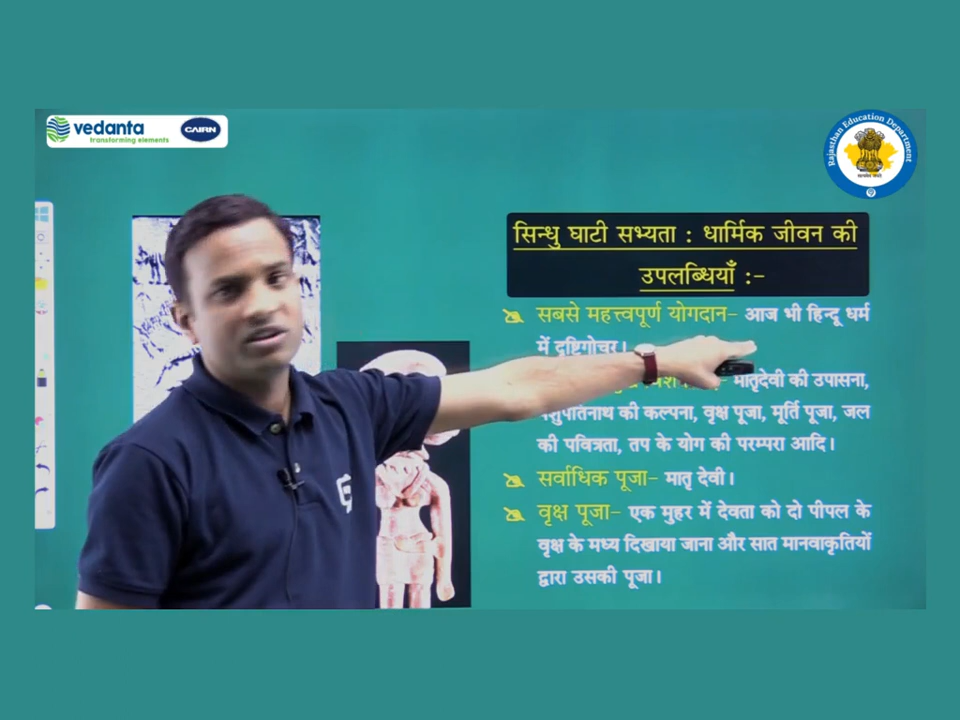 vedanta
transforming elements
CAIRN
Rajasthan Education Department
सिन्धु घाटी सभ्यता : धार्मिक जीवन की
उपलब्धियाँ :-
सबसे महत्त्वपूर्ण योगदान- आज भी हिन्दू धर्म
में दृष्टिगोचर।
मातृदेवी की उपासना,
पशुपतिनाथ की कल्पना, वृक्ष पूजा, मूर्ति पूजा, जल
की पवित्रता, तप के योग की परम्परा आदि।
सर्वाधिक पूजा- मातृ देवी।
वृक्ष पूजा- एक मुहर में देवता को दो पीपल के
वृक्ष के मध्य दिखाया जाना और सात मानवाकृतियों
द्वारा उसकी पूजा।